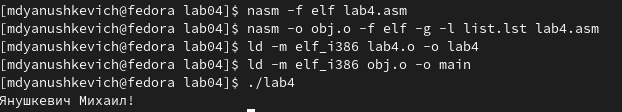 [mdyanushkevich@fedora lab04]$ nasm -f elf lab4.asm
[mdyanushkevich@fedora lab04]$ nasm -o obj.o -f elf -g -l list.lst lab4.asm
[mdyanushkevich@fedora lab04]$ ld -m elf_i386 lab4.o -o lab4
[mdyanushkevich@fedora lab04]$ ld -m elf_i386 obj.o -o main
[mdyanushkevich@fedora lab04]$ ./lab4
Янушкевич Михаил!